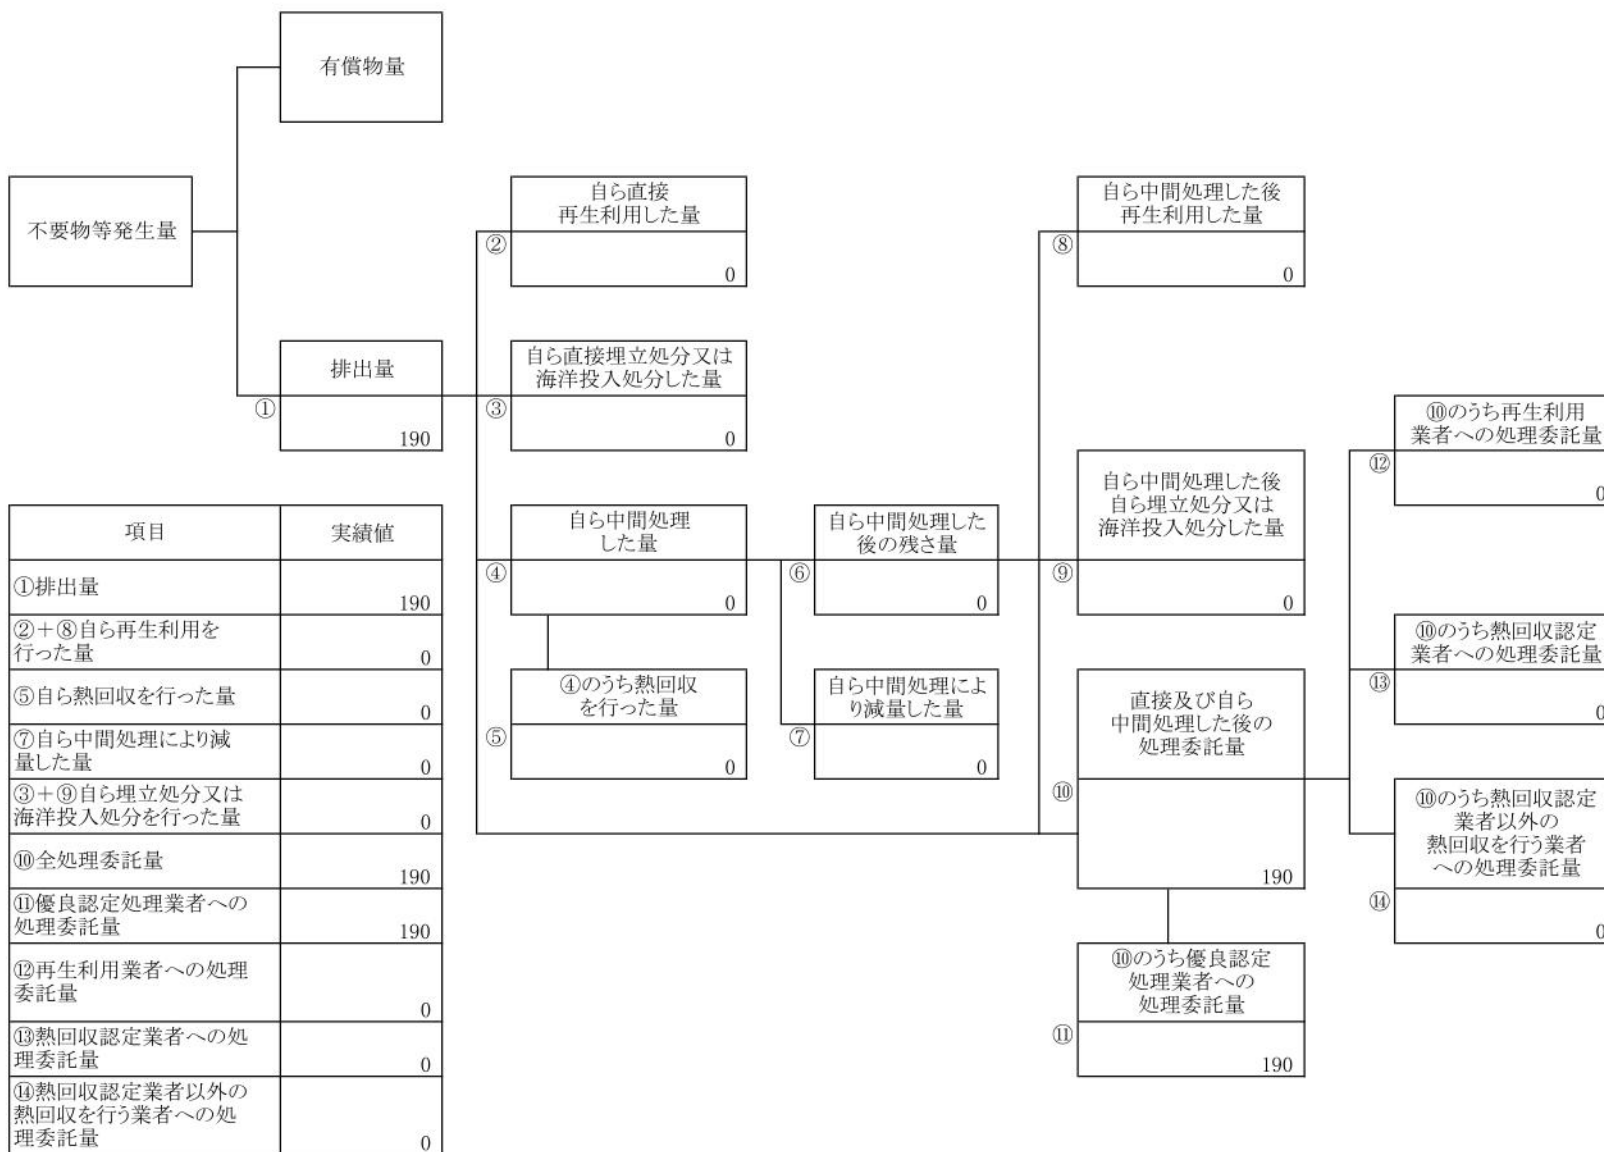 有償物量
不要物等発生量
自ら直接
再生利用した量
②
0
自ら中間処理した後
再生利用した量
⑧
0
排出量
①
190
自ら直接埋立処分又は
海洋投入処分した量
③
0
⑩のうち再生利用
業者への処理委託量
⑫
0
自ら中間処理した後
自ら埋立処分又は
海洋投入処分した量
⑨
0
自ら中間処理
した量
④
0
自ら中間処理した
後の残さ量
⑥
0
⑩のうち熱回収認定
業者への処理委託量
⑬
0
④のうち熱回収
を行った量
⑤
0
自ら中間処理によ
り減量した量
⑦
0
直接及び自ら
中間処理した後の
処理委託量
⑩
190
⑩のうち熱回収認定
業者以外の
熱回収を行う業者
への処理委託量
⑭
0
⑩のうち優良認定
処理業者への
処理委託量
⑪
190
項目 実績値
①排出量
190
②+⑧自ら再生利用を
行った量
0
⑤自ら熱回収を行った量
0
⑦自ら中間処理により減
量した量
0
③+⑨自ら埋立処分又は
海洋投入処分を行った量
0
⑩全処理委託量
190
⑪優良認定処理業者への
処理委託量
190
⑫再生利用業者への処理
委託量
0
⑬熱回収認定業者への処
理委託量
0
⑭熱回収認定業者以外の
熱回収を行う業者への処
理委託量
0